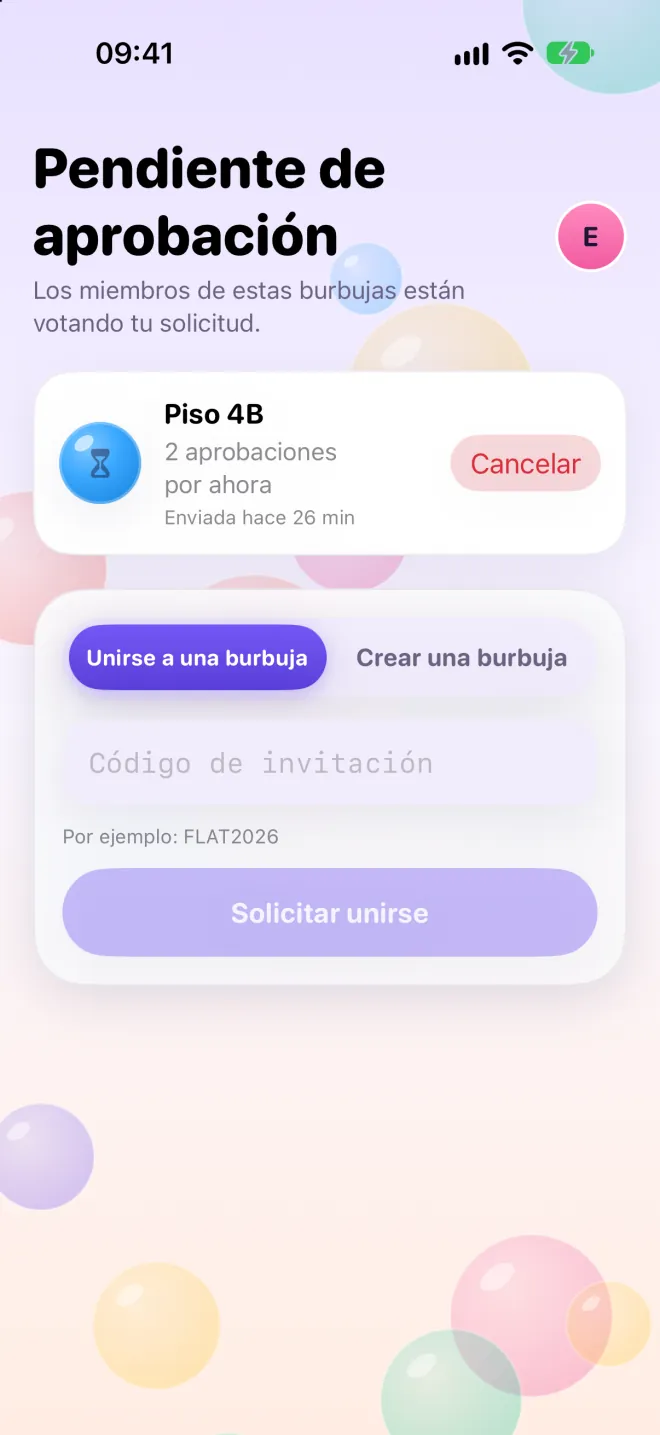 09:41
Pendiente de
aprobación
E
Los miembros de estas burbujas están
votando tu solicitud.
Piso 4B
2 aprobaciones
por ahora
Enviada hace 26 min
Cancelar
Unirse a una burbuja
Crear una burbuja
Código de invitación
Por ejemplo: FLAT2026
Solicitar unirse